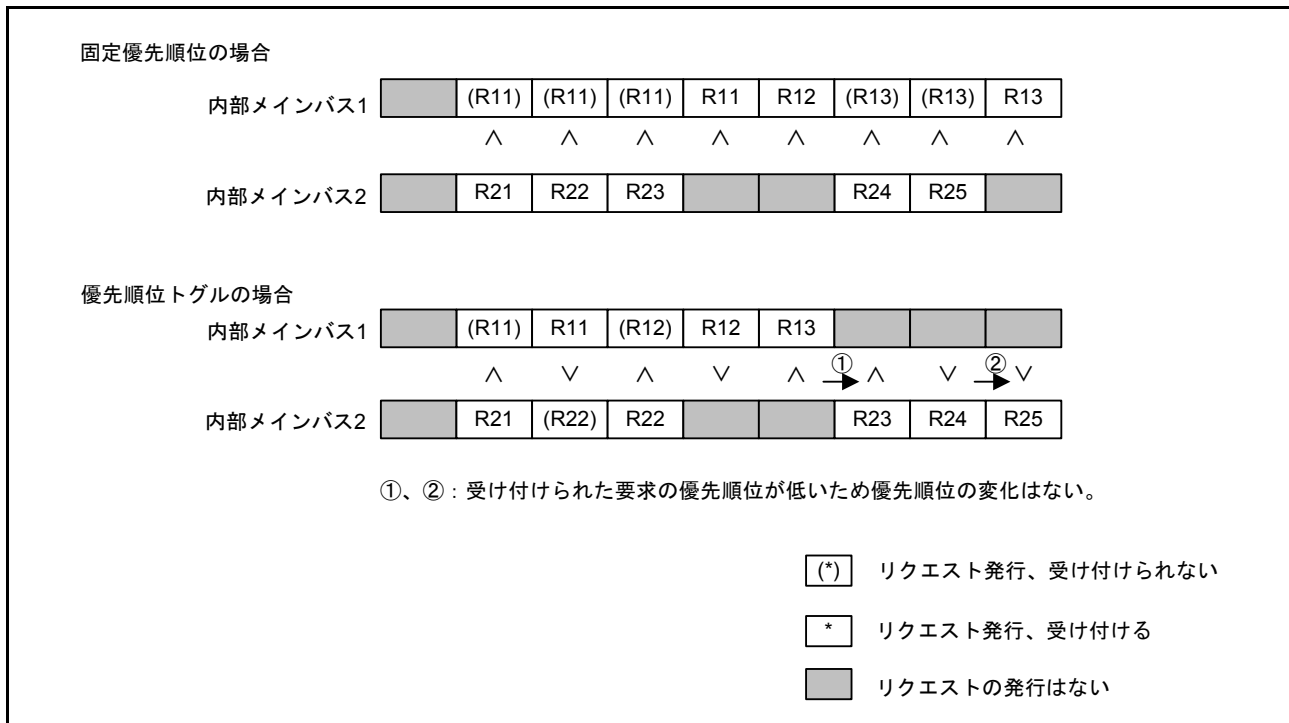 固定優先順位の場合
内部メインバス1 (R11) (R11) (R11) R11 R12 (R13) (R13) R13
∧ ∧ ∧ ∧ ∧ ∧ ∧ ∧
内部メインバス2 R21 R22 R23 R24 R25
優先順位トグルの場合
内部メインバス1 (R11) R11 (R12) R12 R13
∧ ∨ ∧ ∨ ∧ ① ∧ ∨ ② ∨
内部メインバス2 R21 (R22) R22 R23 R24 R25
①、②：受け付けられた要求の優先順位が低いため優先順位の変化はない。
(*) リクエスト発行、受け付けられない
* リクエスト発行、受け付ける
リクエストの発行はない